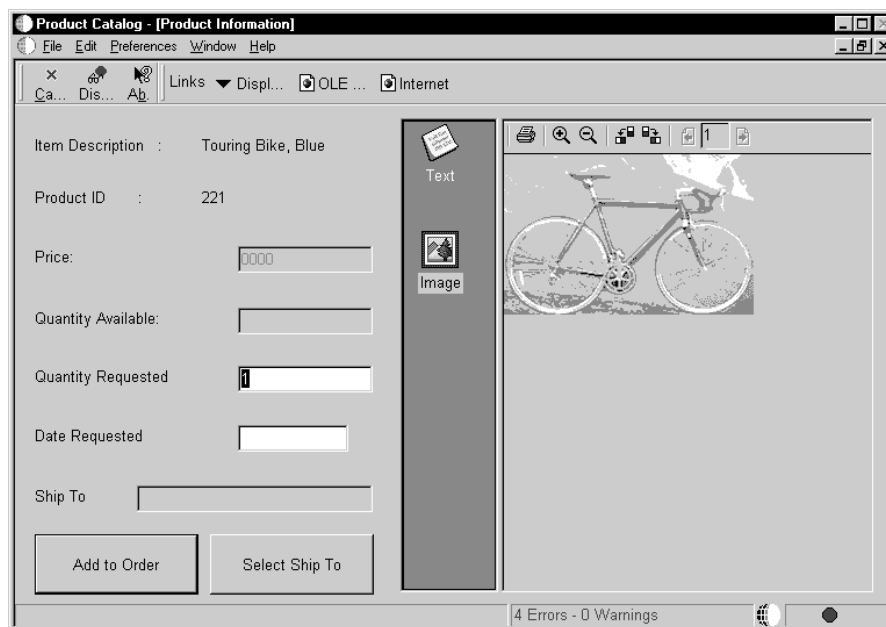 Product Catalog - [Product Information]
File Edit Preferences Window Help
Ca... Dis... Ab. Links Displ... OLE ... Internet
Item Description : Touring Bike, Blue
Product ID : 221
Price: 0000
Quantity Available:
Quantity Requested 1
Date Requested
Ship To
Add to Order Select Ship To
Text
Image
1
4 Errors - 0 Warnings